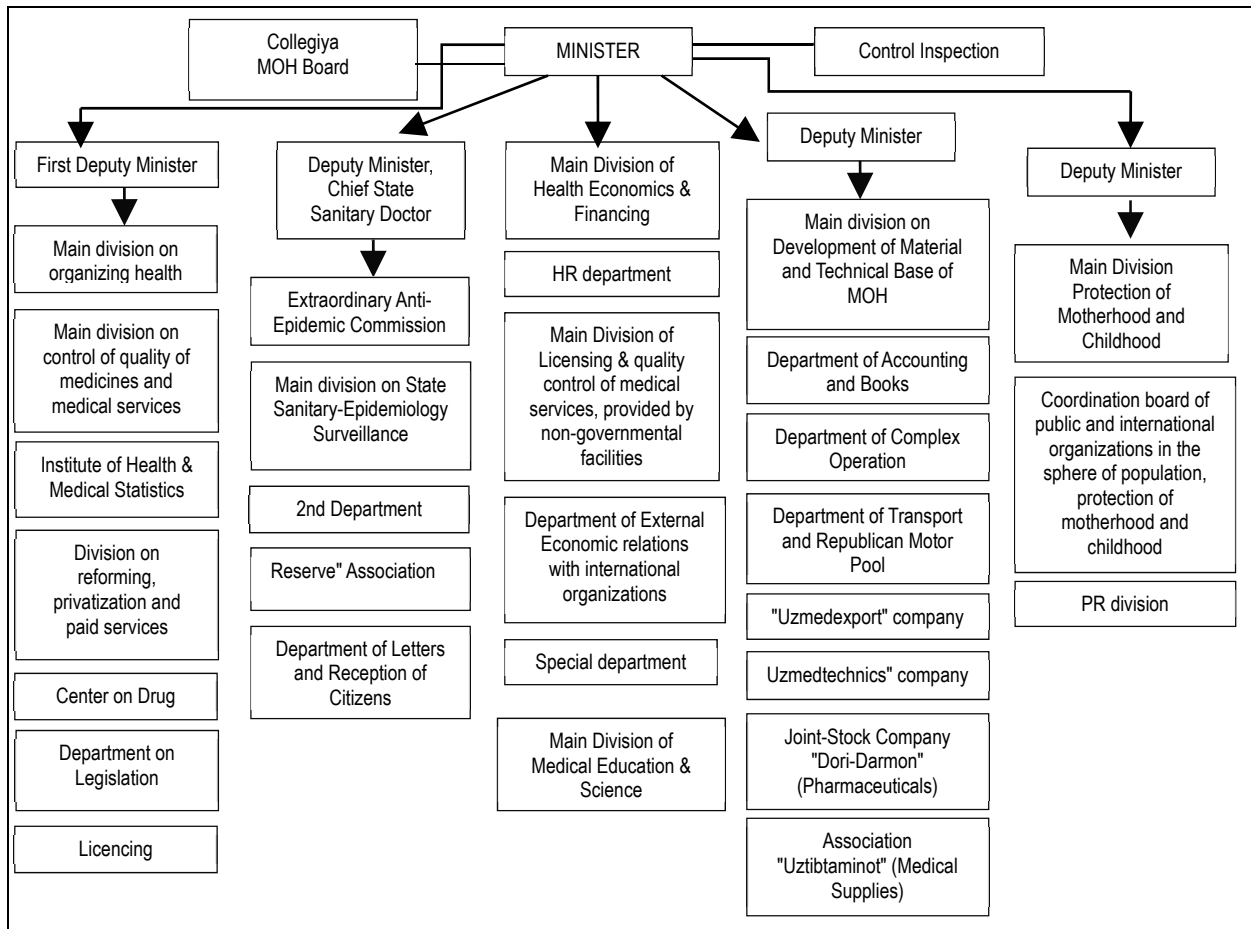 Collegiya
MOH Board
MINISTER
Control Inspection
First Deputy Minister
Main division on
organizing health
Main division on
control of quality of
medicines and
medical services
Institute of Health &
Medical Statistics
Division on
reforming,
privatization and
paid services
Center on Drug
Department on
Legislation
Licencing
Deputy Minister,
Chief State
Sanitary Doctor
Extraordinary Anti-
Epidemic Commission
Main division on State
Sanitary-Epidemiology
Surveillance
2nd Department
Reserve" Association
Department of Letters
and Reception of
Citizens
Main Division of
Health Economics &
Financing
HR department
Main Division of
Licensing & quality
control of medical
services, provided by
non-governmental
facilities
Department of External
Economic relations
with international
organizations
Special department
Main Division of
Medical Education &
Science
Deputy Minister
Main division on
Development of Material
and Technical Base of
MOH
Department of Accounting
and Books
Department of Complex
Operation
Department of Transport
and Republican Motor
Pool
"Uzmedexport" company
Uzmedtechnics" company
Joint-Stock Company
"Dori-Darmon"
(Pharmaceuticals)
Association
"Uztibtaminot" (Medical
Supplies)
Deputy Minister
Main Division
Protection of
Motherhood and
Childhood
Coordination board of
public and international
organizations in the
sphere of population,
protection of
motherhood and
childhood
PR division